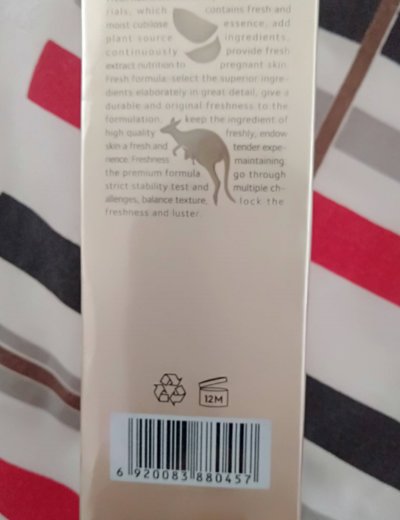 rials, which contains Fresh and
moist cubilose essence, add
plant source ingredients,
continuously provide fresh
extract nutrition to pregnant skin.
Fresh formula: select the superior ingre-
dients elaborately in great detail, give a
durable and original freshness to the
formulation, keep the ingredient of
high quality freshly, endow
skin a fresh and tender expe-
rience. Freshness maintaining:
the premium formula go through
strict stability test and multiple ch-
allenges, balance texture, lock the
freshness and luster.
12M
6 920083 880457